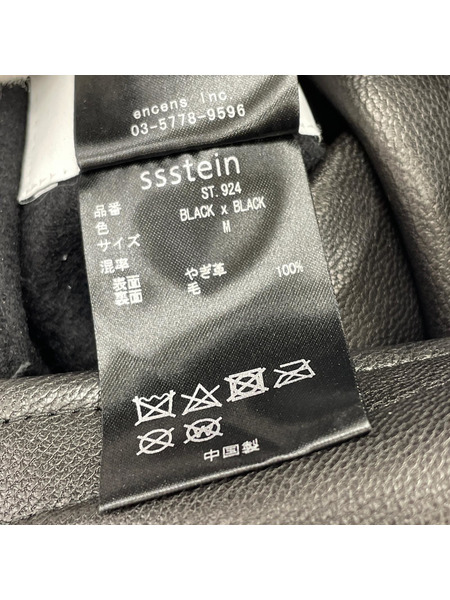 encens Inc
03-5778-9596
ssstein
品番 ST. 924
色 BLACK x BLACK
サイズ M
混率
表面 やぎ革 100%
裏面 毛
中国製